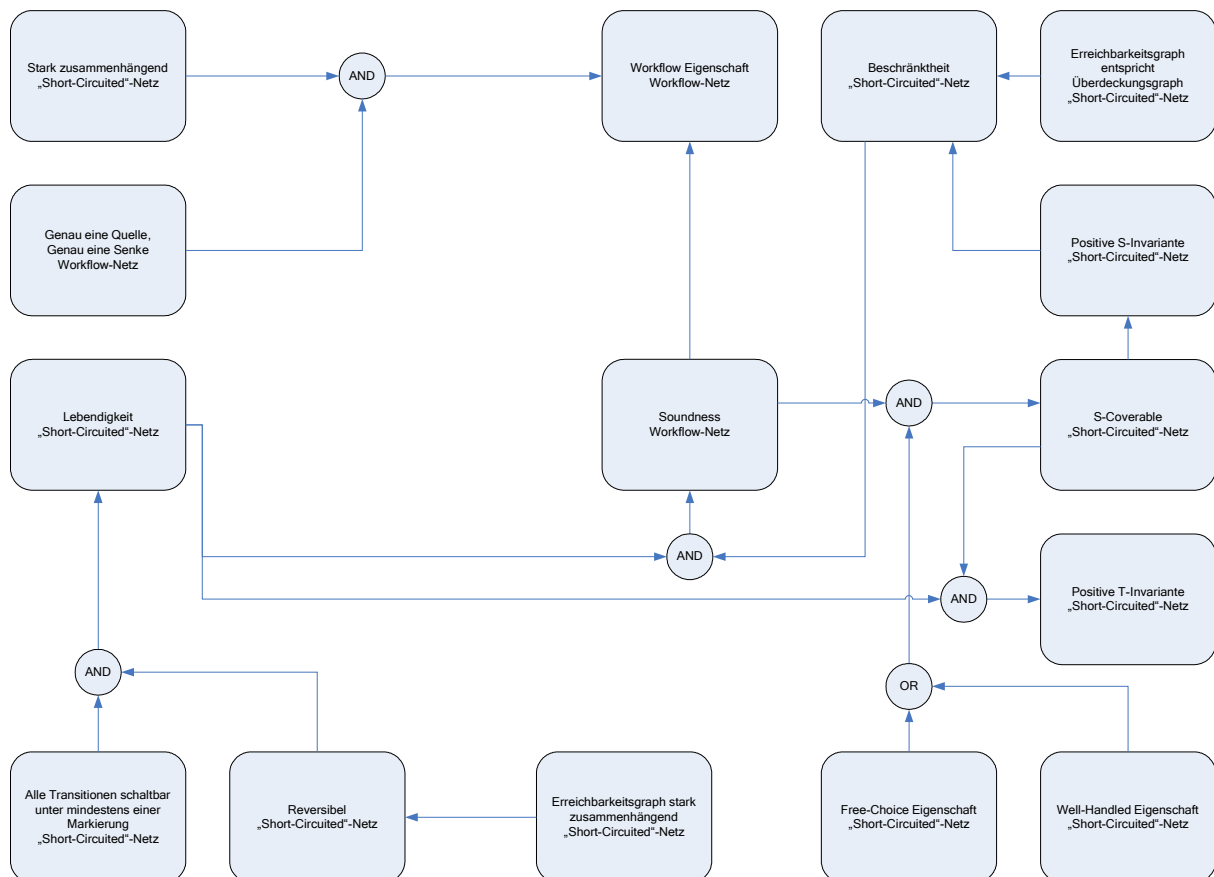 Stark zusammenhängend
„Short-Circuited“-Netz
AND
Workflow Eigenschaft
Workflow-Netz
Beschränktheit
„Short-Circuited“-Netz
Erreichbarkeitsgraph
entspricht
Überdeckungsgraph
„Short-Circuited“-Netz
Genau eine Quelle,
Genau eine Senke
Workflow-Netz
Positive S-Invariante
„Short-Circuited“-Netz
Lebendigkeit
„Short-Circuited“-Netz
Soundness
Workflow-Netz
AND
S-Coverable
„Short-Circuited“-Netz
AND
AND
Positive T-Invariante
„Short-Circuited“-Netz
AND
OR
Alle Transitionen schaltbar
unter mindestens einer
Markierung
„Short-Circuited“-Netz
Reversibel
„Short-Circuited“-Netz
Erreichbarkeitsgraph stark
zusammenhängend
„Short-Circuited“-Netz
Free-Choice Eigenschaft
„Short-Circuited“-Netz
Well-Handled Eigenschaft
„Short-Circuited“-Netz